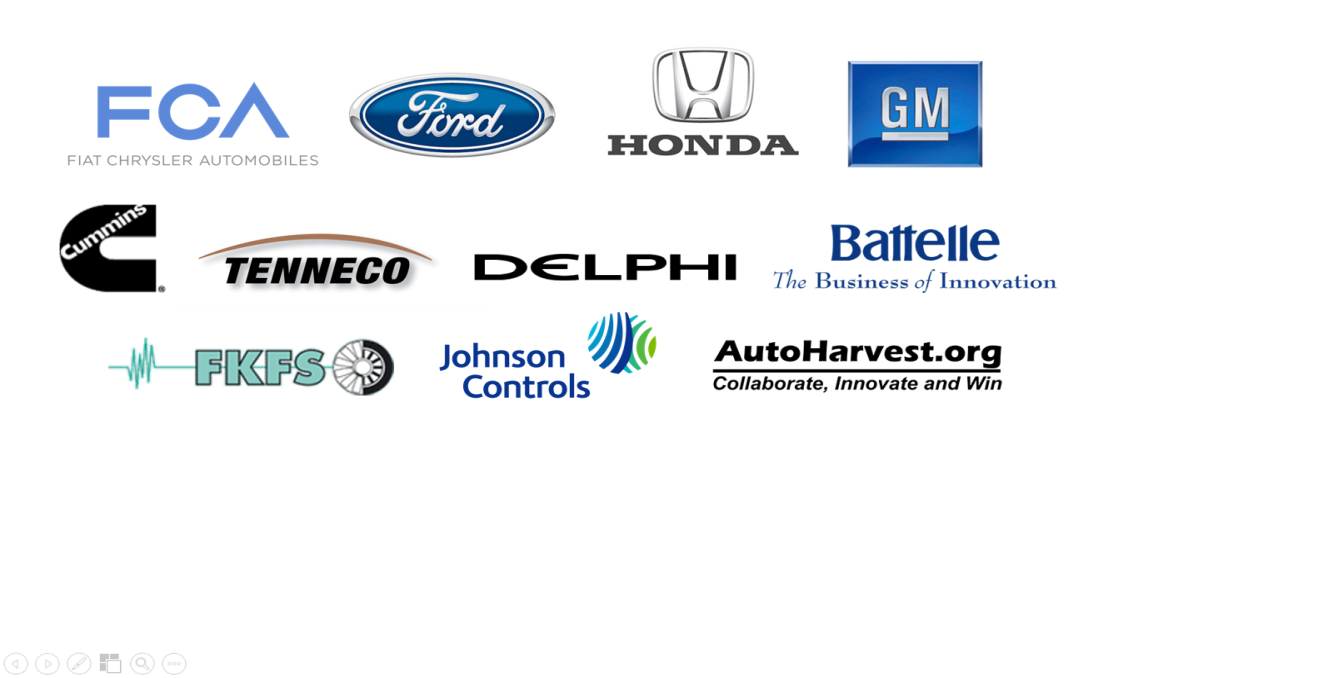 FCA
FIAT CHRYSLER AUTOMOBILES
Ford
HONDA
GM
Cummins
®
TENNECO
DELPHI
Battelle
The Business of Innovation
FKFS
Johnson
Controls
AutoHarvest.org
Collaborate, Innovate and Win